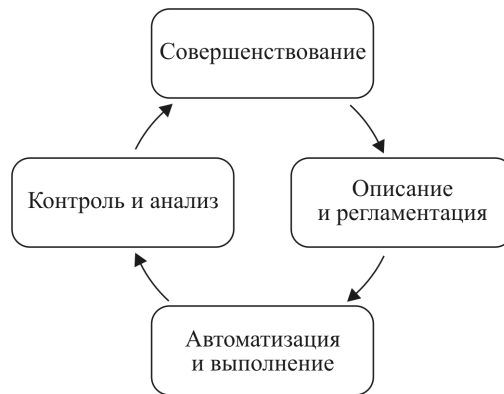 Совершенствование
Контроль и анализ
Описание
и регламентация
Автоматизация
и выполнение